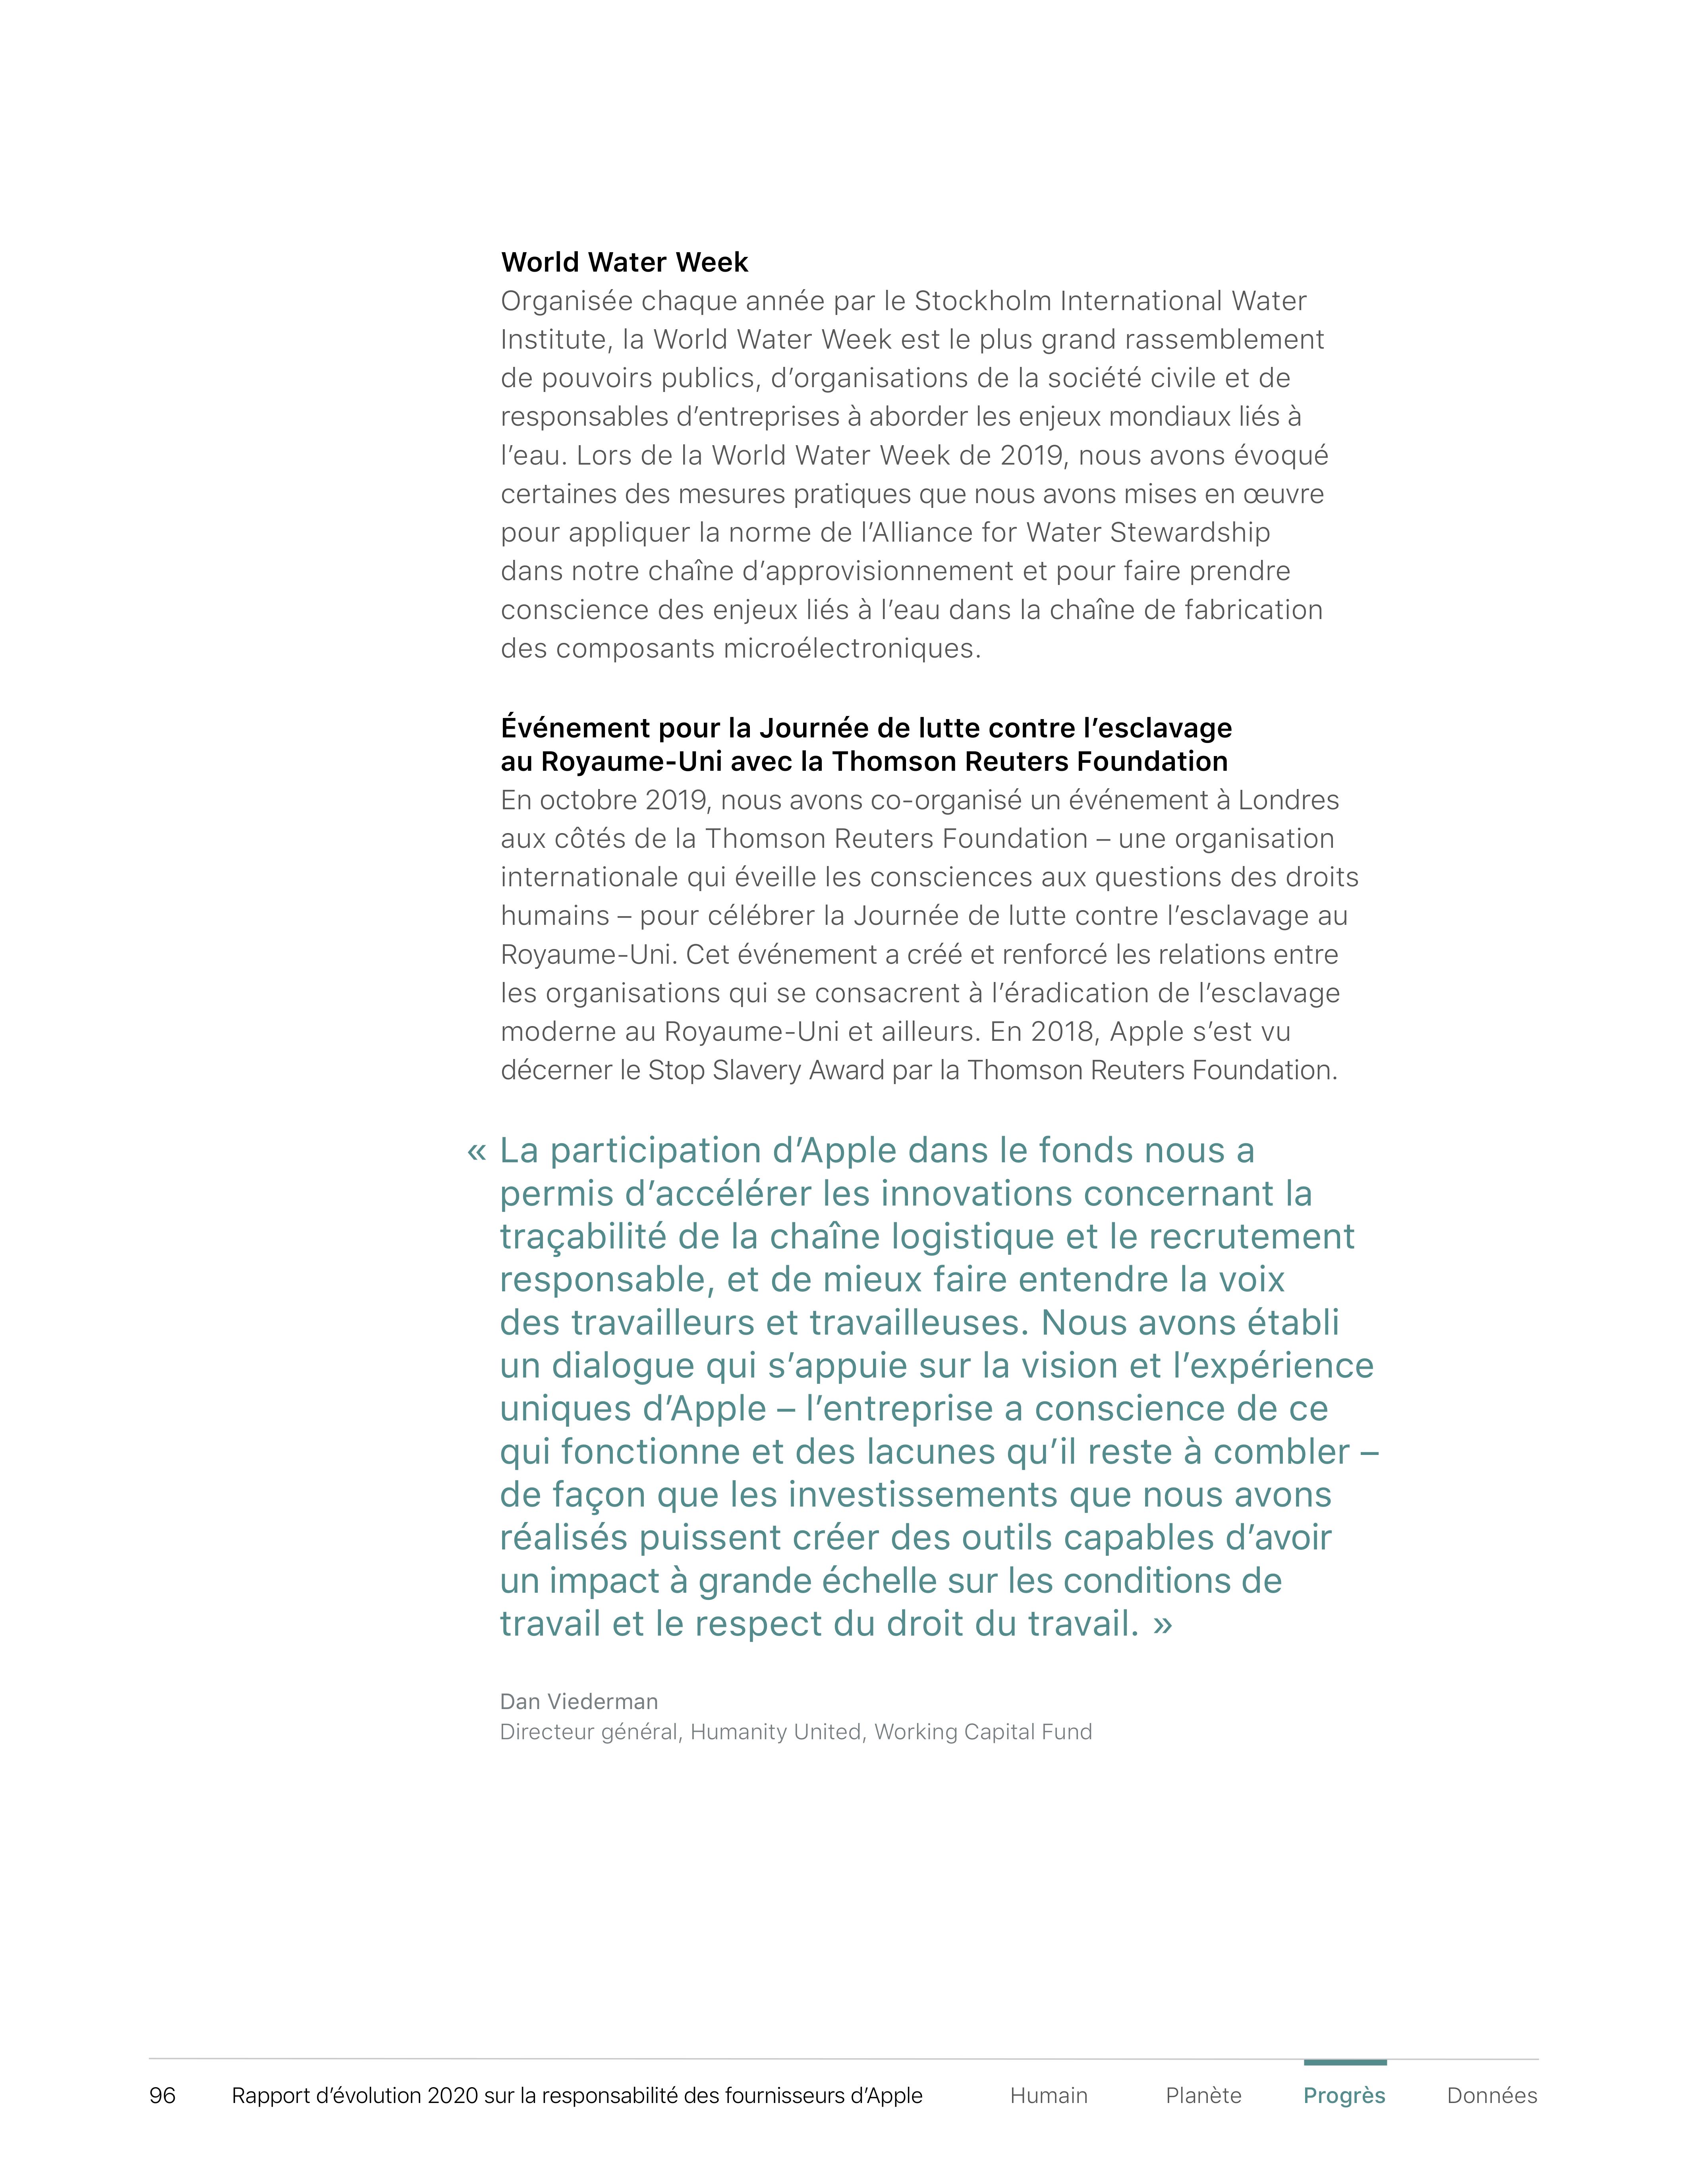 World Water Week
Organisée chaque année par le Stockholm International Water
Institute, la World Water Week est le plus grand rassemblement
de pouvoirs publics, d’organisations de la société civile et de
responsables d’entreprises à aborder les enjeux mondiaux liés à
l’eau. Lors de la World Water Week de 2019, nous avons évoqué
certaines des mesures pratiques que nous avons mises en œuvre
pour appliquer la norme de l’Alliance for Water Stewardship
dans notre chaîne d’approvisionnement et pour faire prendre
conscience des enjeux liés à l’eau dans la chaîne de fabrication
des composants microélectroniques.
Événement pour la Journée de lutte contre l’esclavage
au Royaume-Uni avec la Thomson Reuters Foundation
En octobre 2019, nous avons co-organisé un événement à Londres
aux côtés de la Thomson Reuters Foundation – une organisation
internationale qui éveille les consciences aux questions des droits
humains – pour célébrer la Journée de lutte contre l’esclavage au
Royaume-Uni. Cet événement a créé et renforcé les relations entre
les organisations qui se consacrent à l’éradication de l’esclavage
moderne au Royaume-Uni et ailleurs. En 2018, Apple s’est vu
décerner le Stop Slavery Award par la Thomson Reuters Foundation.
« La participation d’Apple dans le fonds nous a
permis d’accélérer les innovations concernant la
traçabilité de la chaîne logistique et le recrutement
responsable, et de mieux faire entendre la voix
des travailleurs et travailleuses. Nous avons établi
un dialogue qui s’appuie sur la vision et l’expérience
uniques d’Apple – l’entreprise a conscience de ce
qui fonctionne et des lacunes qu’il reste à combler –
de façon que les investissements que nous avons
réalisés puissent créer des outils capables d’avoir
un impact à grande échelle sur les conditions de
travail et le respect du droit du travail. »
Dan Viederman
Directeur général, Humanity United, Working Capital Fund
96 Rapport d’évolution 2020 sur la responsabilité des fournisseurs d’Apple Humain Planète Progrès Données